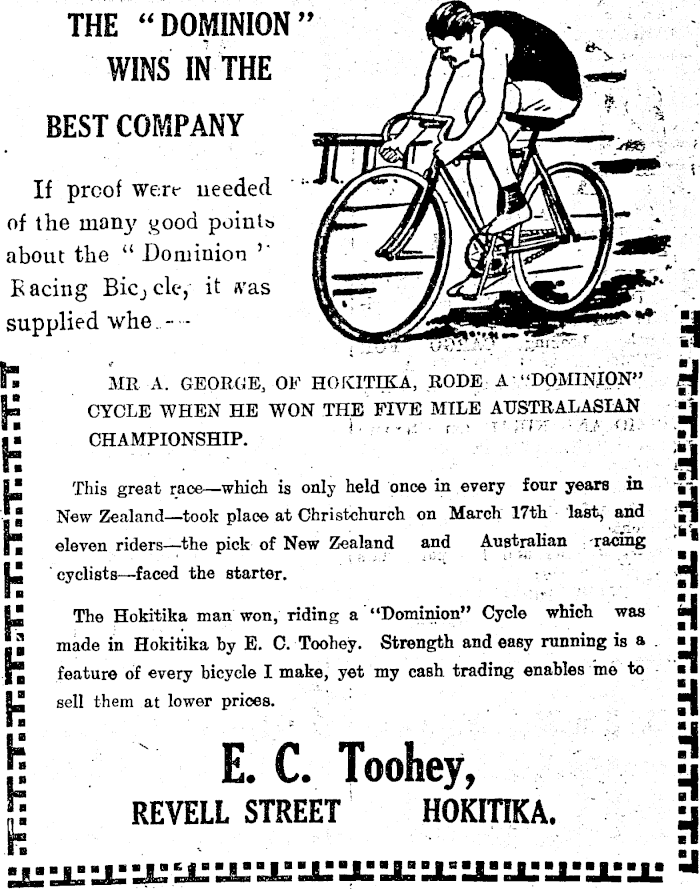 THE "DOMINION"
WINS IN THE
BEST COMPANY
If proof were needed
of the many good points
about the "Dominion"
Racing Bicycle, it was
supplied whe
MR A. GEORGE, OF HOKITIKA, RODE A "DOMINION"
CYCLE WHEN HE WON THE FIVE MILE AUSTRALASIAN
CHAMPIONSHIP.
This great race—which is only held once in every four years in
New Zealand—took place at Christchurch on March 17th last, and
eleven riders—the pick of New Zealand and Australian racing
cyclists—faced the starter.
The Hokitika man won, riding a "Dominion" Cycle which was
made in Hokitika by E. C. Toohey. Strength and easy running is a
feature of every bicycle I make, yet my cash trading enables me to
sell them at lower prices.
E. C. Toohey,
REVELL STREET HOKITIKA.